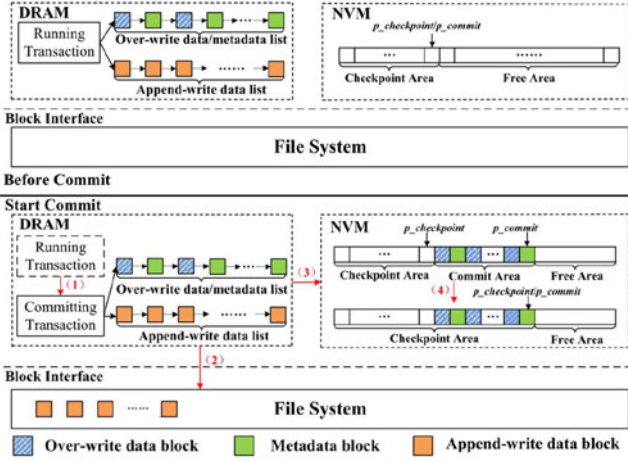 DRAM
Running
Transaction
Over-write data/metadata list
Append-write data list
NVM
p_checkpoint/p_commit
...
......
Checkpoint Area
Free Area
Block Interface
File System
Before Commit
Start Commit
DRAM
Running
Transaction
(1)
Committing
Transaction
Over-write data/metadata list
Append-write data list
(2)
(3)
NVM
p_checkpoint
p_commit
...
...
Checkpoint Area
Commit Area
Free Area
(4)
p_checkpoint/p_commit
...
...
Checkpoint Area
Free Area
Block Interface
File System
Over-write data block
Metadata block
Append-write data block